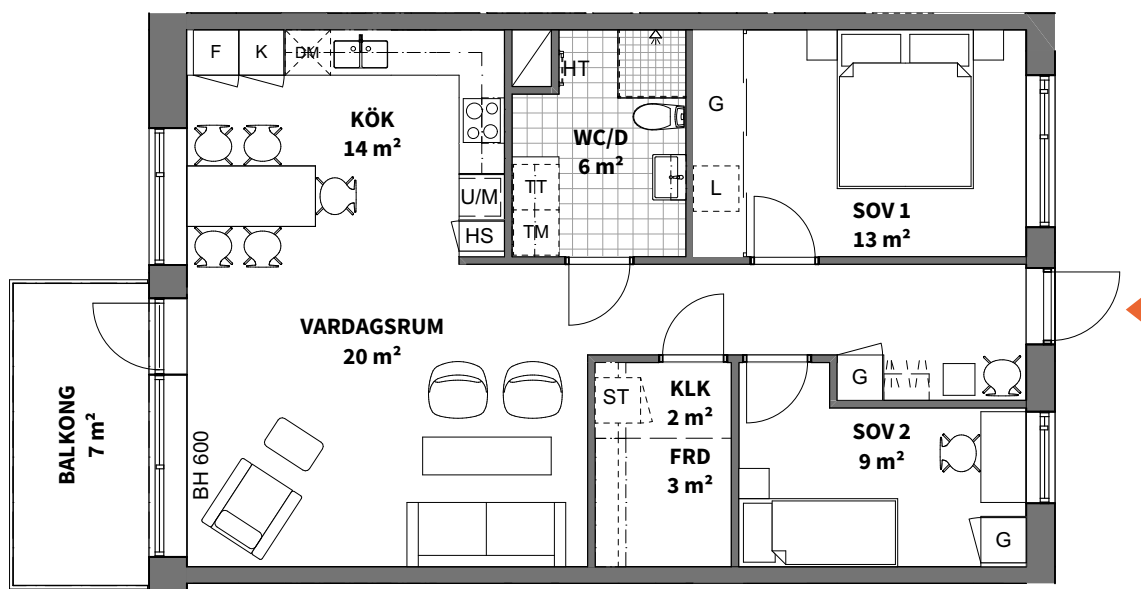 F
K
DM
HT
KÖK
14 m²
WC/D
6 m²
G
L
U/M
HS
TT
TM
SOV 1
13 m²
VARDAGSRUM
20 m²
BALKONG
7 m²
BH 600
ST
KLK
2 m²
FRD
3 m²
G
SOV 2
9 m²
G